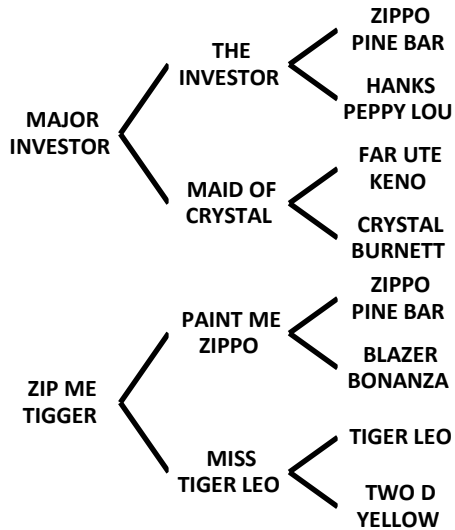 ZIPPO
PINE BAR
THE
INVESTOR
HANKS
PEPPY LOU
MAJOR
INVESTOR
FAR UTE
KENO
MAID OF
CRYSTAL
CRYSTAL
BURNETT
ZIPPO
PINE BAR
PAINT ME
ZIPPO
BLAZER
BONANZA
ZIP ME
TIGGER
TIGER LEO
MISS
TIGER LEO
TWO D
YELLOW